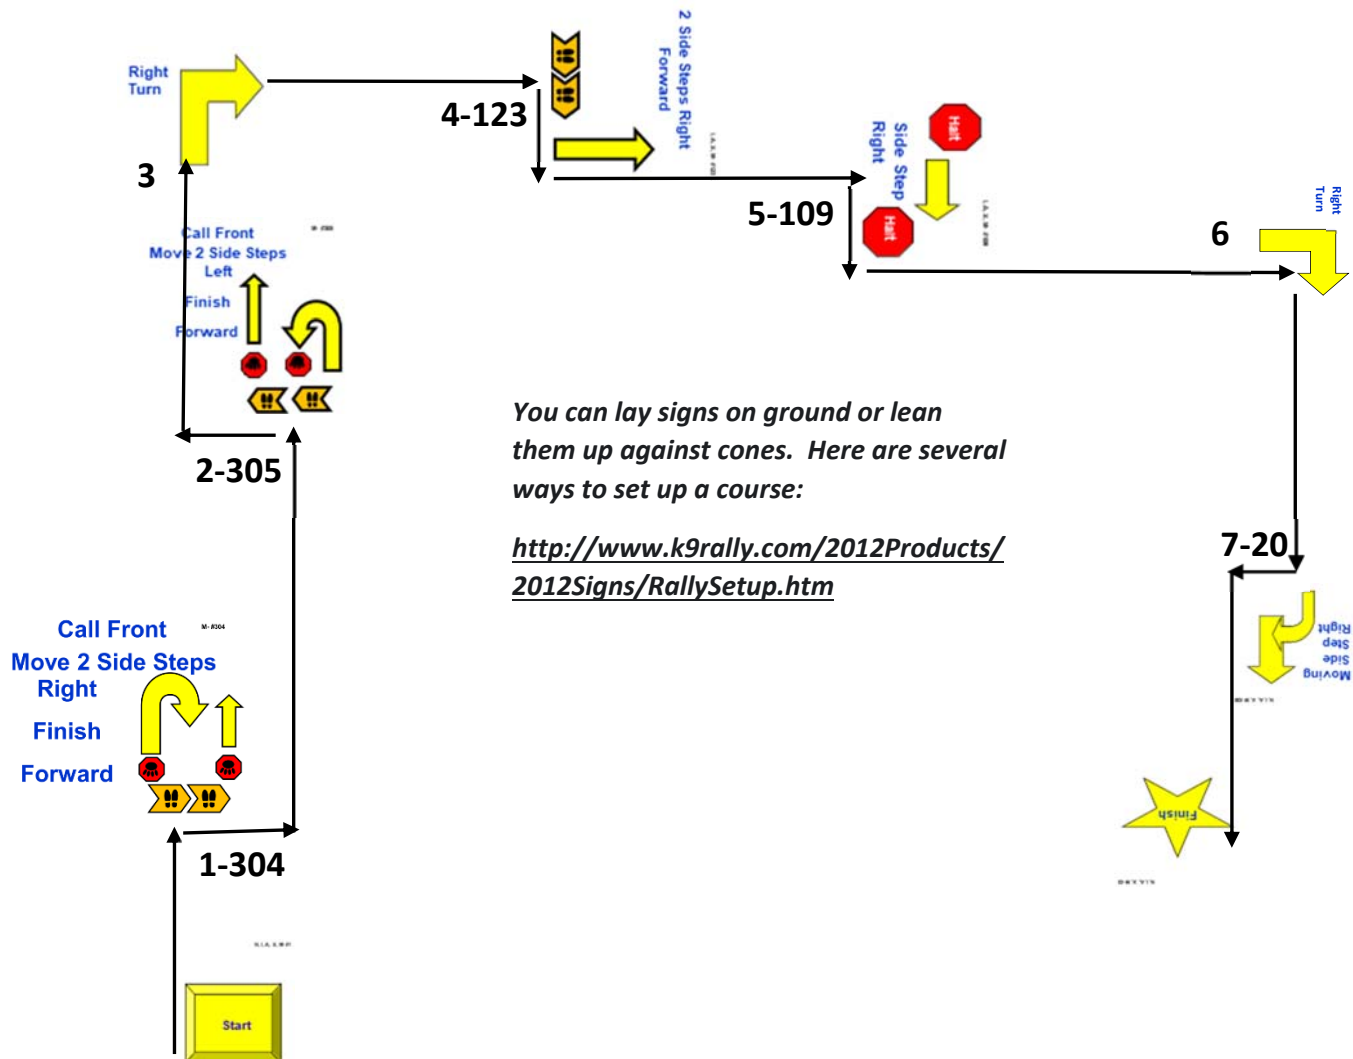 2 Side Steps Right
Forward
Right
Turn
4-123
Halt
Side Step
Right
Halt
3
5-109
Right
Turn
6
Call Front
Move 2 Side Steps
Left
Finish
Forward
You can lay signs on ground or lean
them up against cones. Here are several
ways to set up a course:
http://www.k9rally.com/2012Products/
2012Signs/RallySetup.htm
2-305
7-20
Moving
Side
Step
Right
Call Front
M- #304
Move 2 Side Steps
Right
Finish
Forward
Finish
1-304
Start